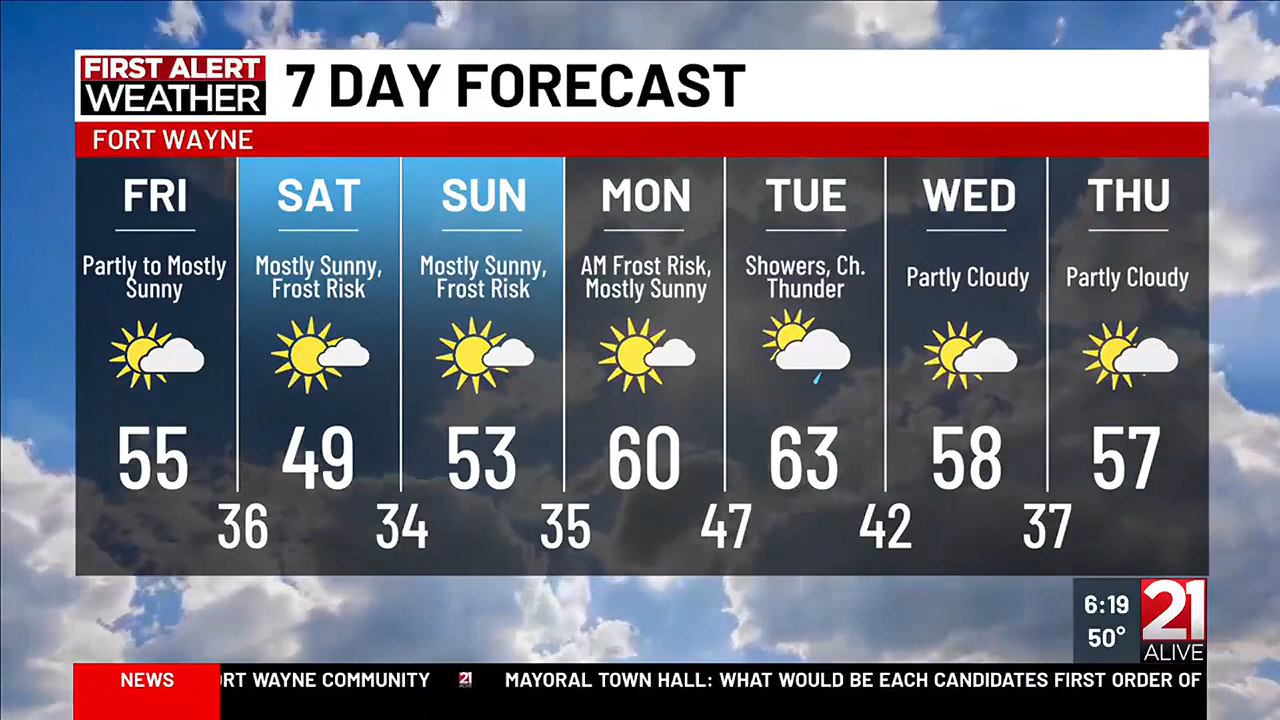 FIRST ALERT
WEATHER
7 DAY FORECAST
FORT WAYNE
FRI
SAT
SUN
MON
TUE
WED
THU
Partly to Mostly
Sunny
Mostly Sunny,
Frost Risk
Mostly Sunny,
Frost Risk
AM Frost Risk,
Mostly Sunny
Showers, Ch.
Thunder
Partly Cloudy
Partly Cloudy
55
49
53
60
63
58
57
36
34
35
47
42
37
6:19
50°
21
ALIVE
NEWS
ORT WAYNE COMMUNITY 21 MAYORAL TOWN HALL: WHAT WOULD BE EACH CANDIDATES FIRST ORDER OF